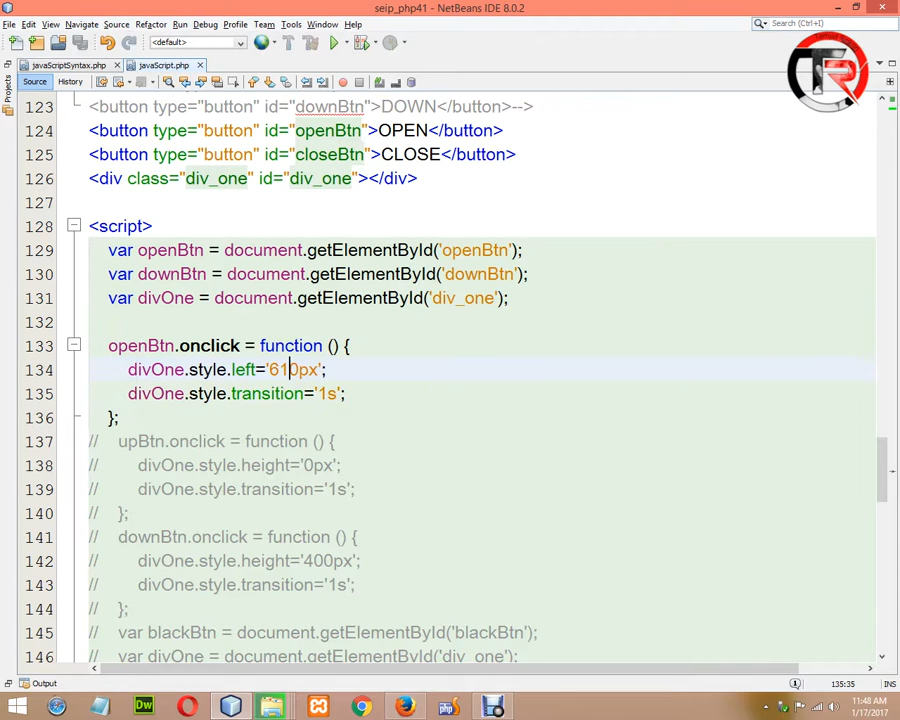 seip_php41 - NetBeans IDE 8.0.2
File Edit View Navigate Source Refactor Run Debug Profile Team Tools Window Help
Search (Ctrl+I)
<default>
javaScriptSyntax.php
javaScript.php
Source History
Projects
TR
123 <button type="button" id="downBtn">DOWN</button>-->
124 <button type="button" id="openBtn">OPEN</button>
125 <button type="button" id="closeBtn">CLOSE</button>
126 <div class="div_one" id="div_one"></div>
127
128 <script>
129 var openBtn = document.getElementById('openBtn');
130 var downBtn = document.getElementById('downBtn');
131 var divOne = document.getElementById('div_one');
132
133 openBtn.onclick = function () {
134 divOne.style.left='610px';
135 divOne.style.transition='1s';
136 };
137 // upBtn.onclick = function () {
138 // divOne.style.height='0px';
139 // divOne.style.transition='1s';
140 // };
141 // downBtn.onclick = function () {
142 // divOne.style.height='400px';
143 // divOne.style.transition='1s';
144 // };
145 // var blackBtn = document.getElementById('blackBtn');
146 // var divOne = document.getElementById('div_one');
Output
135:35 INS
Dw
11:48 AM
1/17/2017